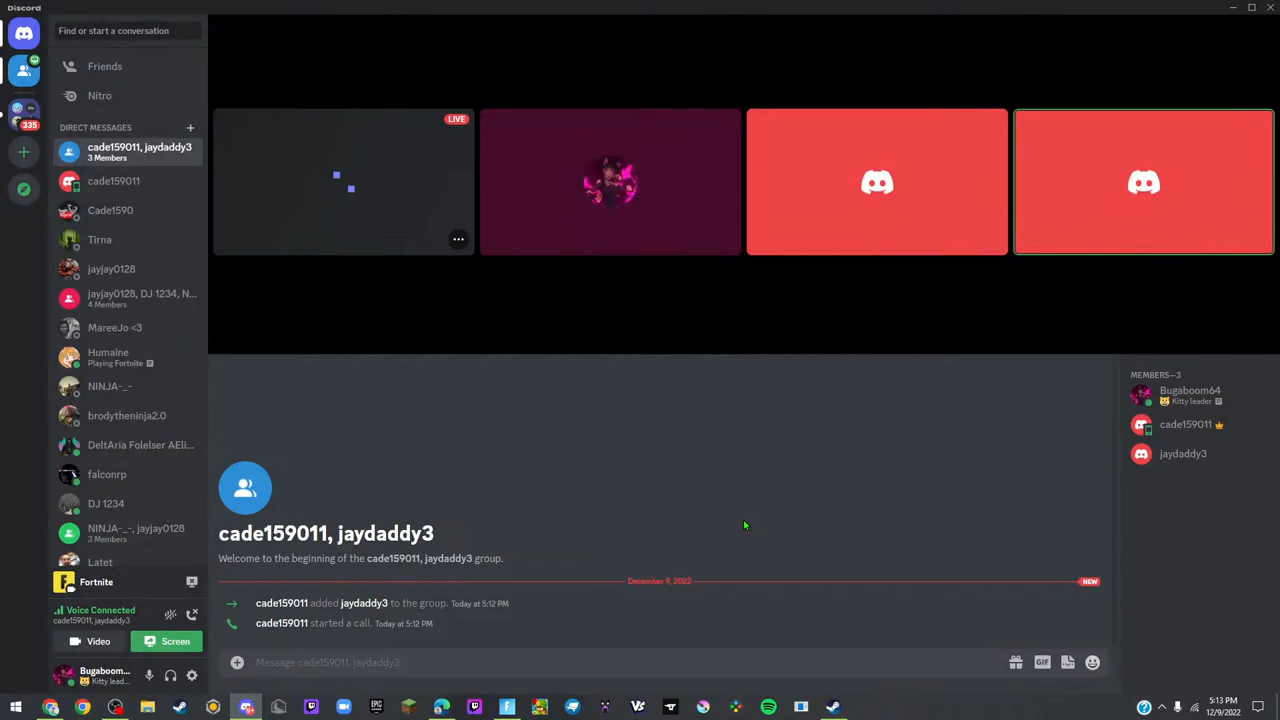 Discord
Find or start a conversation
Friends
Nitro
335
DIRECT MESSAGES
cade159011, jaydaddy3
3 Members
cade159011
Cade1590
Tirna
jayjay0128
jayjay0128, DJ 1234, N...
4 Members
MareeJo <3
Humaine
Playing Fortnite
NINJA-_-
brodytheninja2.0
DeltAria Folelser AEli...
falconrp
DJ 1234
NINJA-_-, jayjay0128
3 Members
Latet
Fortnite
Voice Connected
cade159011, jaydaddy3
Video
Screen
Bugaboom...
Kitty lead...
LIVE
cade159011, jaydaddy3
Welcome to the beginning of the cade159011, jaydaddy3 group.
December 9, 2022
NEW
cade159011 added jaydaddy3 to the group. Today at 5:12 PM
cade159011 started a call. Today at 5:12 PM
Message cade159011, jaydaddy3
GIF
MEMBERS—3
Bugaboom64
Kitty leader
cade159011
jaydaddy3
EPIC
5:13 PM
12/9/2022